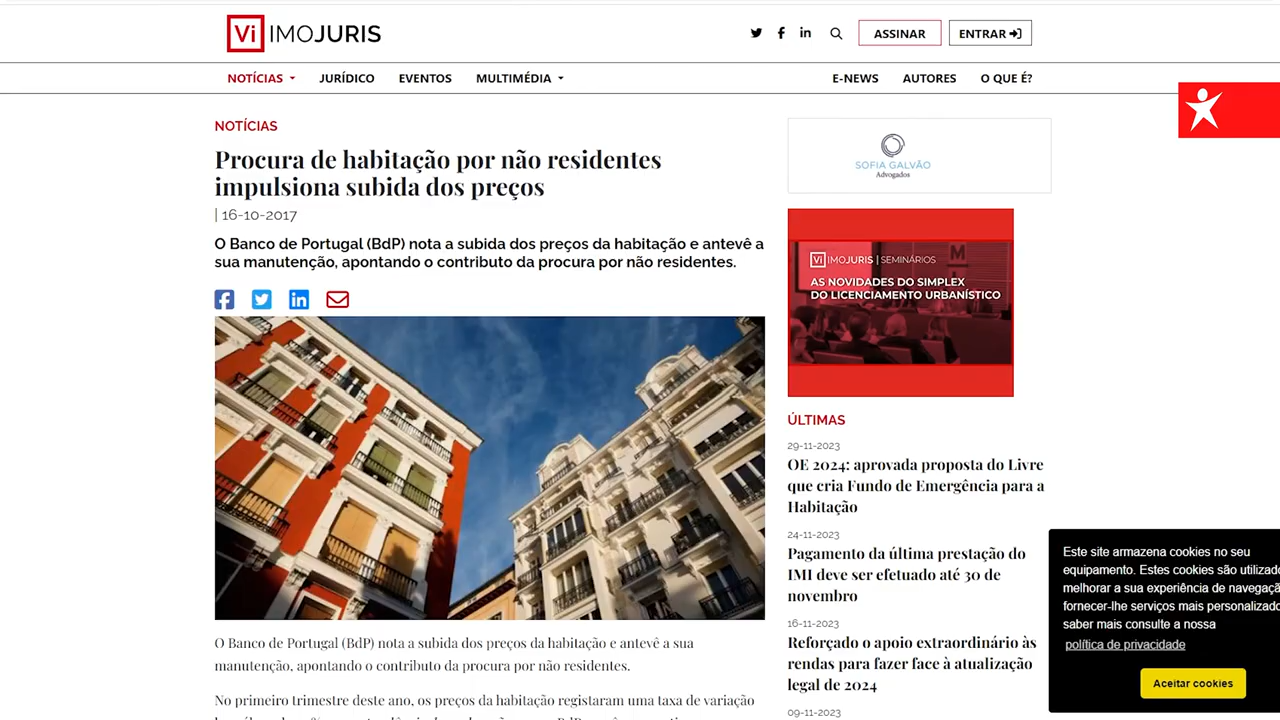 Vi IMOJURIS
ASSINAR
ENTRAR
NOTÍCIAS
JURÍDICO
EVENTOS
MULTIMÉDIA
E-NEWS
AUTORES
O QUE É?
NOTÍCIAS
Procura de habitação por não residentes
impulsiona subida dos preços
| 16-10-2017
O Banco de Portugal (BdP) nota a subida dos preços da habitação e antevê a
sua manutenção, apontando o contributo da procura por não residentes.
O Banco de Portugal (BdP) nota a subida dos preços da habitação e antevê a sua
manutenção, apontando o contributo da procura por não residentes.
No primeiro trimestre deste ano, os preços da habitação registaram uma taxa de variação
SOFIA GALVÃO
Advogados
Vi IMOJURIS | SEMINÁRIOS
AS NOVIDADES DO SIMPLEX
DO LICENCIAMENTO URBANÍSTICO
ÚLTIMAS
29-11-2023
OE 2024: aprovada proposta do Livre
que cria Fundo de Emergência para a
Habitação
24-11-2023
Pagamento da última prestação do
IMI deve ser efetuado até 30 de
novembro
16-11-2023
Reforçado o apoio extraordinário às
rendas para fazer face à atualização
legal de 2024
09-11-2023
Este site armazena cookies no seu
equipamento. Estes cookies são utilizado
melhorar a sua experiência de navegaçã
fornecer-lhe serviços mais personalizado
saber mais consulte a nossa
política de privacidade
Aceitar cookies